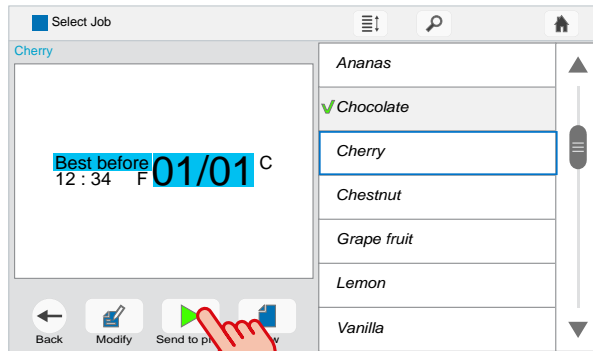 Select Job
Cherry
Best before 01/01 C
12 : 34 F
Ananas
Chocolate
Cherry
Chestnut
Grape fruit
Lemon
Vanilla
Back
Modify
Send to